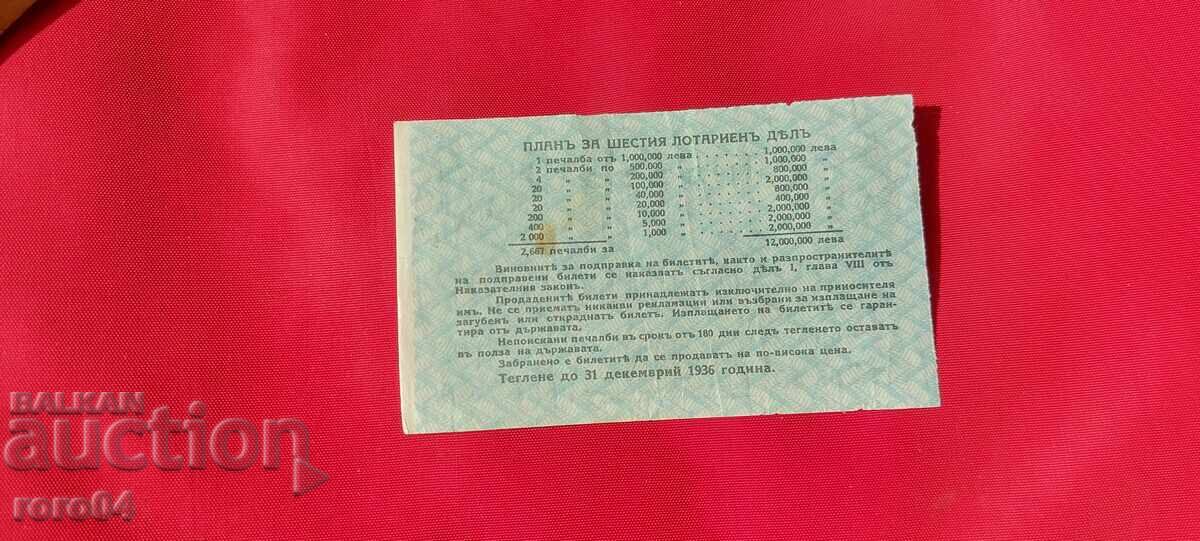 ПЛАНЪ ЗА ШЕСТИЯ ЛОТАРИЕНЪ ДѢЛЪ
1 печалба отъ 1,000,000 лева . . . . . . . 1,000,000 лева
2 печалби по 500,000 „ . . . . . . . 1,000,000 „
4 „ „ 200,000 „ . . . . . . . 800,000 „
20 „ „ 100,000 „ . . . . . . . 2,000,000 „
20 „ „ 40,000 „ . . . . . . . 800,000 „
20 „ „ 20,000 „ . . . . . . . 400,000 „
200 „ „ 10,000 „ . . . . . . . 2,000,000 „
400 „ „ 5,000 „ . . . . . . . 2,000,000 „
2 000 „ „ 1,000 „ . . . . . . . 2,000,000 „
2,667 печалби за 12,000,000 лева
Виновнитѣ за подправка на билетитѣ, както и разпространителитѣ
на подправени билети се наказватъ съгласно дѣлъ I, глава VIII отъ
Наказателния законъ.
Продаденитѣ билети принадлежатъ изключително на приносителя
имъ. Не се приематъ никакви рекламации или възбрани за изплащане на
загубенъ или откраднатъ билетъ. Изплащането на билетитѣ се гаран-
тира отъ държавата.
Непоискани печалби въ срокъ отъ 180 дни следъ тегленето оставатъ
въ полза на държавата.
Забранено е билетитѣ да се продаватъ на по-висока цена.
Теглене до 31 декемврий 1936 година.
BALKAN
auction
roro04